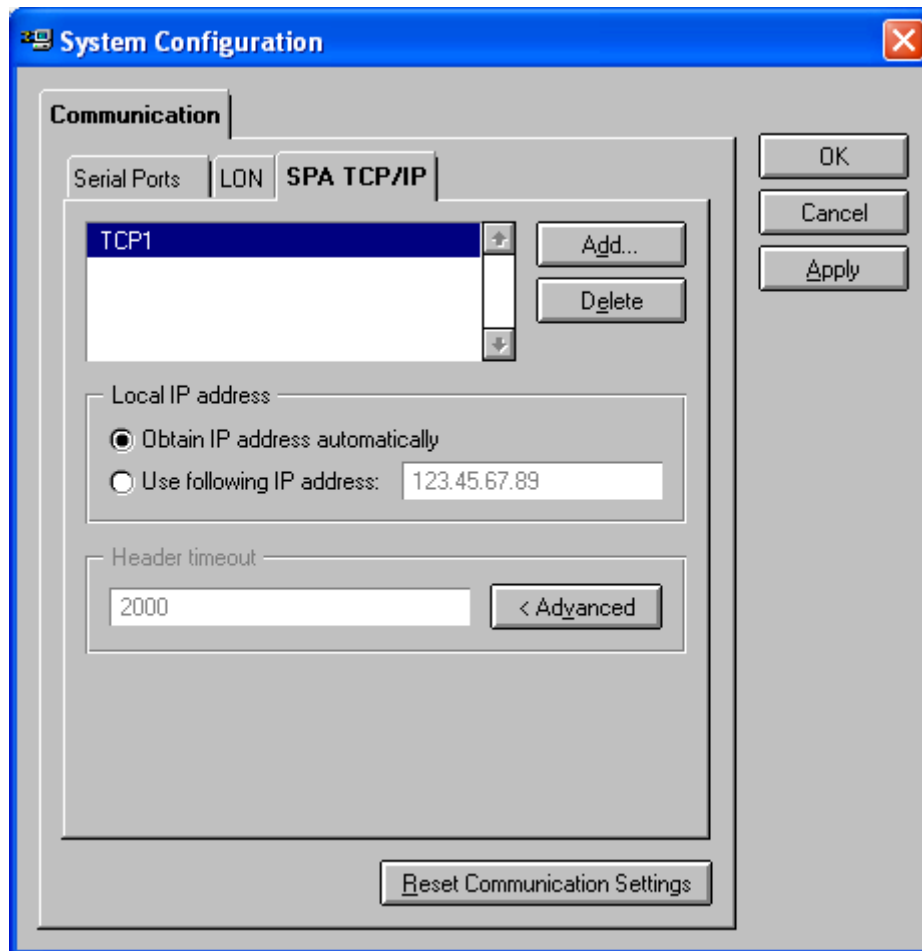 System Configuration
Communication
OK
Serial Ports LON SPA TCP/IP
Cancel
TCP1
Add...
Apply
Delete
Local IP address
Obtain IP address automatically
Use following IP address: 123.45.67.89
Header timeout
2000 < Advanced
Reset Communication Settings